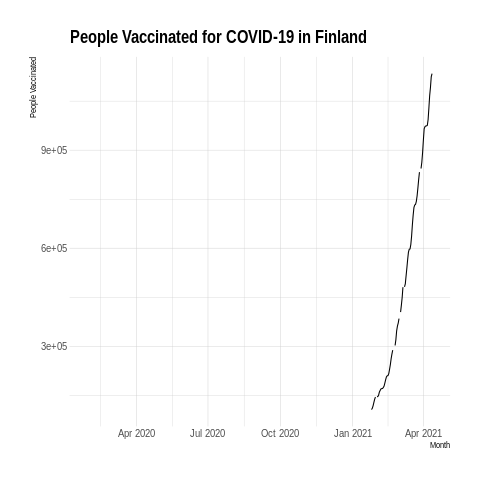 People Vaccinated for COVID-19 in Finland
People Vaccinated
9e+05
6e+05
3e+05
Apr 2020 Jul 2020 Oct 2020 Jan 2021 Apr 2021
Month